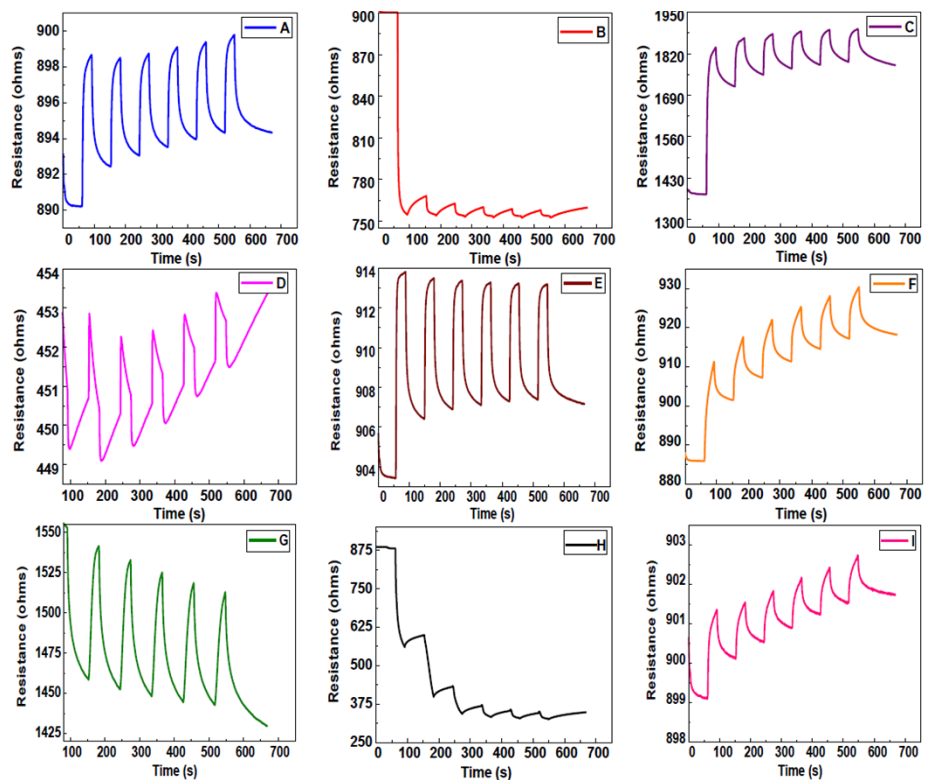 A
Resistance (ohms)
900
898
896
894
892
890
0 100 200 300 400 500 600 700
Time (s)
B
Resistance (ohms)
900
870
840
810
780
750
0 100 200 300 400 500 600 700
Time (s)
C
Resistance (ohms)
1950
1820
1690
1560
1430
1300
0 100 200 300 400 500 600 700
Time (s)
D
Resistance (ohms)
454
453
452
451
450
449
100 200 300 400 500 600 700
Time (s)
E
Resistance (ohms)
914
912
910
908
906
904
0 100 200 300 400 500 600 700
Time (s)
F
Resistance (ohms)
930
920
910
900
890
880
0 100 200 300 400 500 600 700
Time (s)
G
Resistance (ohms)
1550
1525
1500
1475
1450
1425
100 200 300 400 500 600 700
Time (s)
H
Resistance (ohms)
875
750
625
500
375
250
0 100 200 300 400 500 600 700
Time (s)
I
Resistance (ohms)
903
902
901
900
899
898
0 100 200 300 400 500 600 700
Time (s)